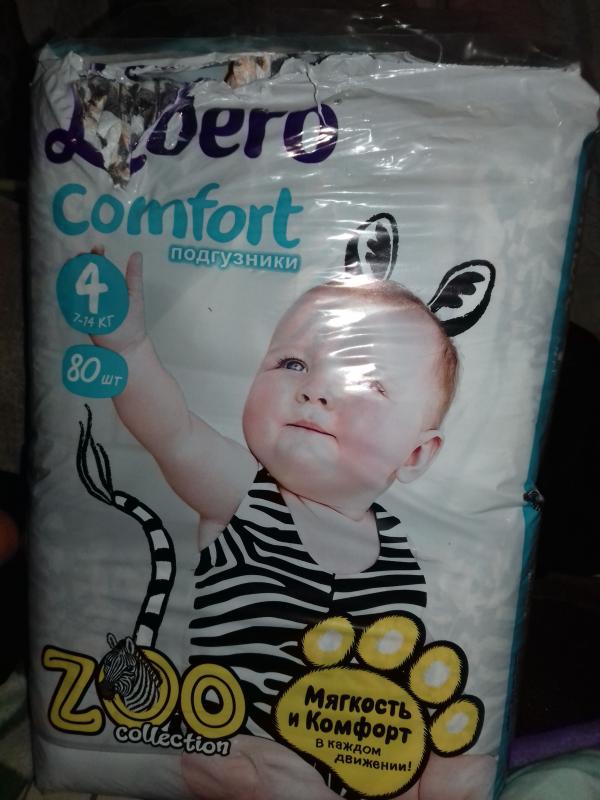 Libero
Comfort
подгузники
4
7-14 КГ
80 шт
ZOO
collection
Мягкость
и Комфорт
в каждом
движении!